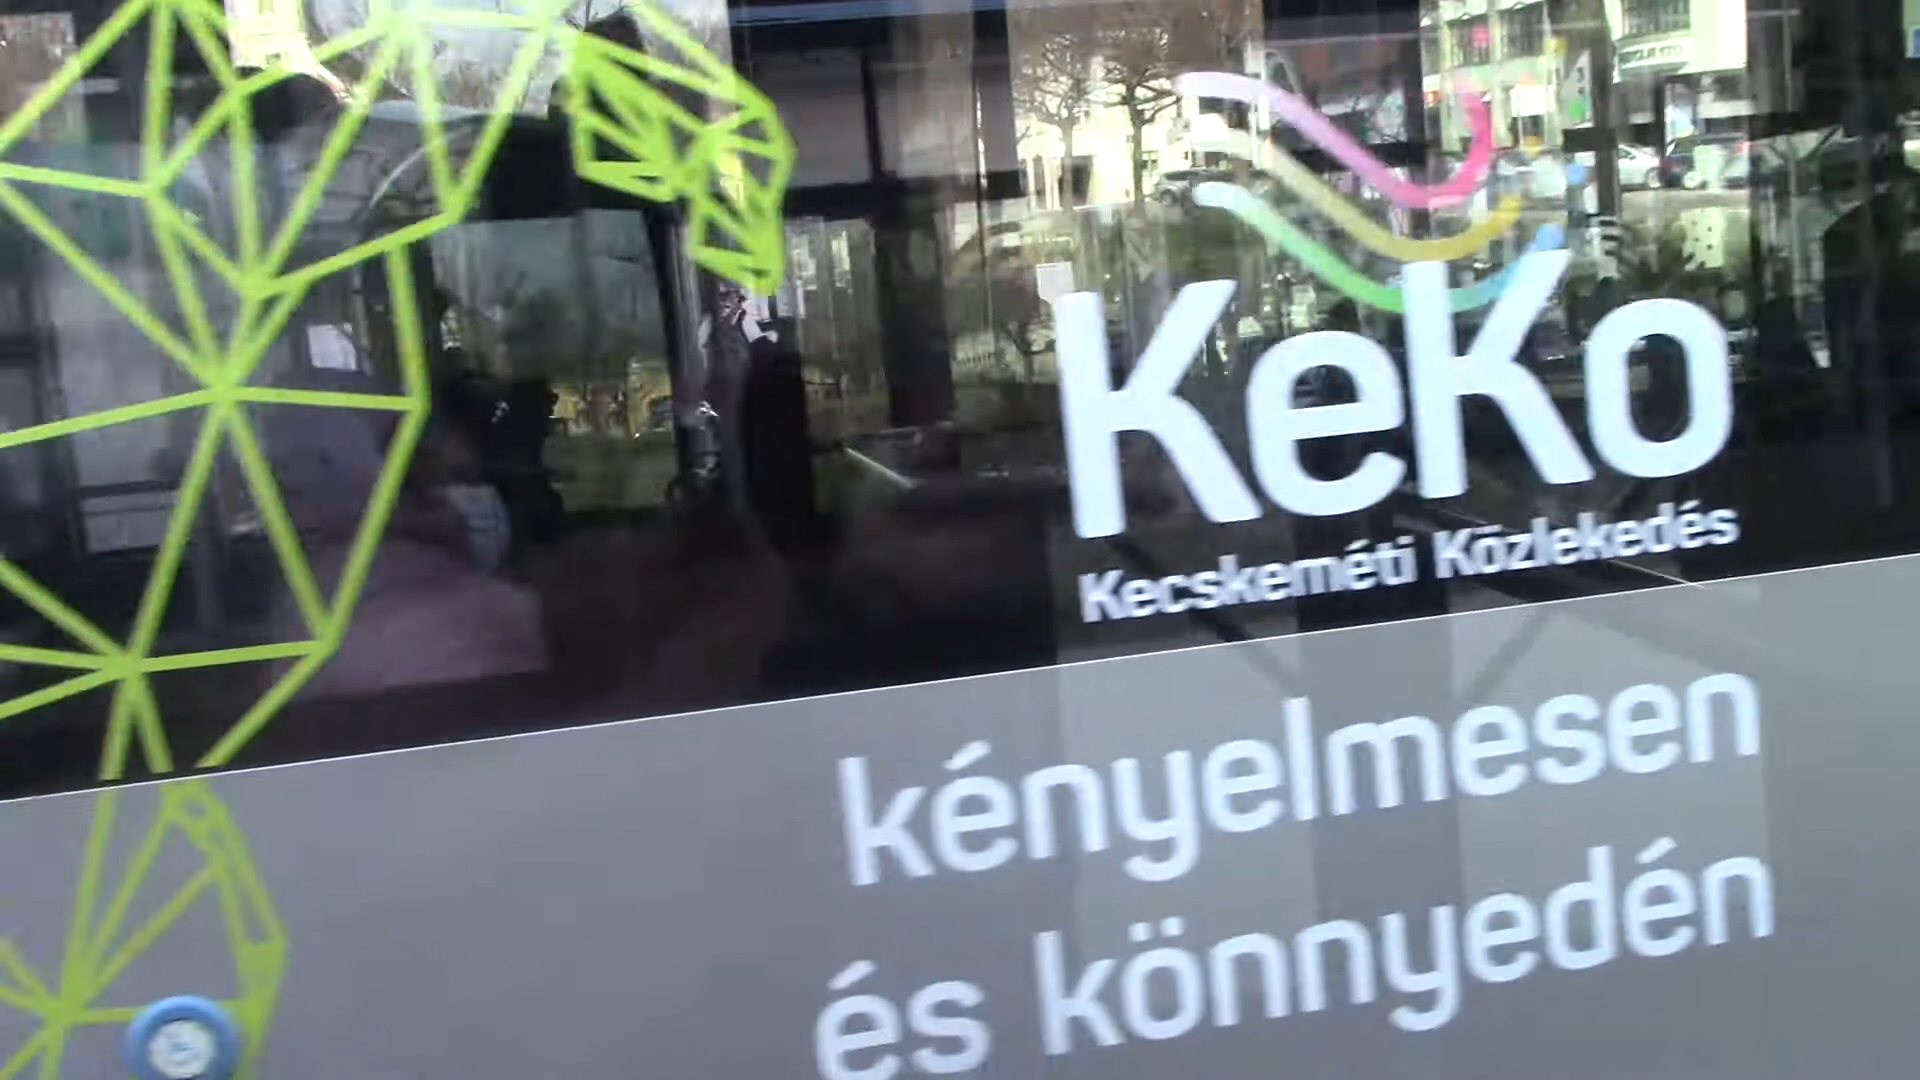 KeKo
Kecskeméti Közlekedés
kényelmesen
és könnyedén